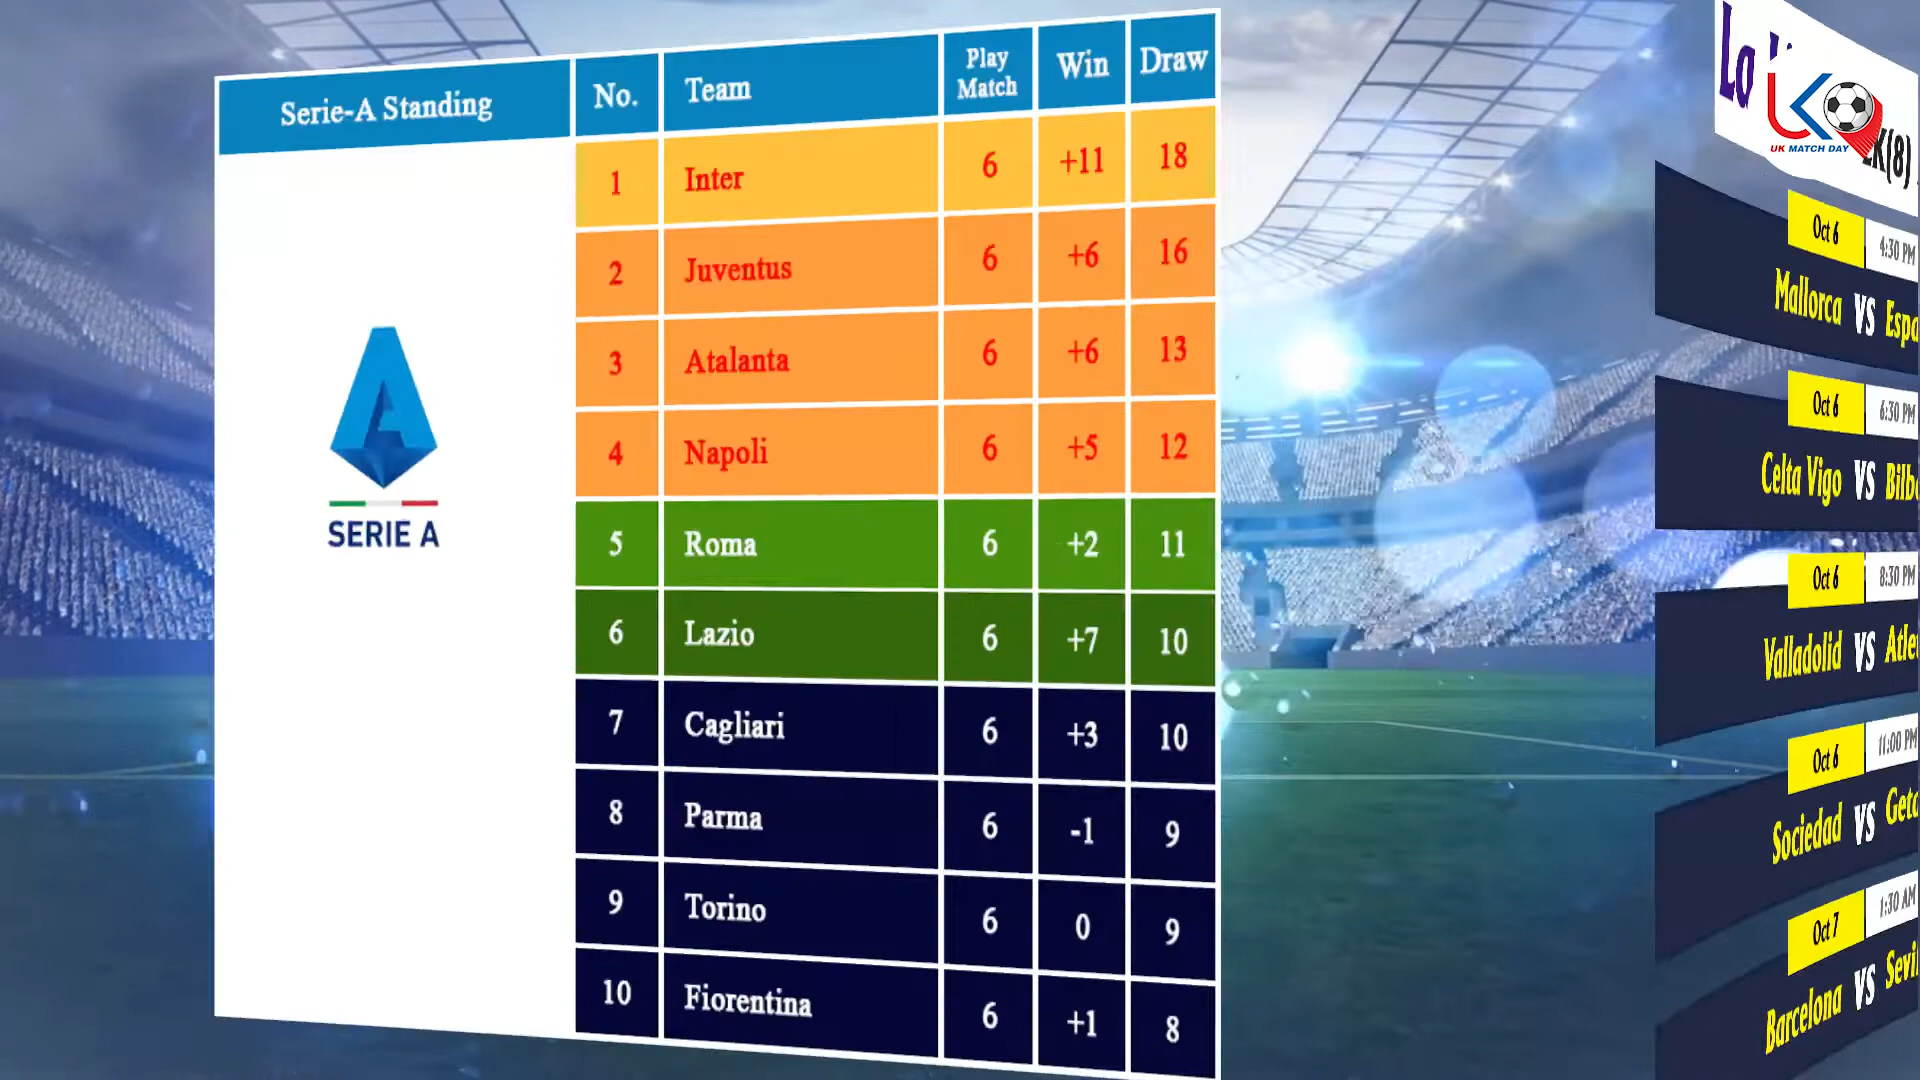 Serie-A Standing
No. Team Play Match Win Draw
1 Inter 6 +11 18
2 Juventus 6 +6 16
3 Atalanta 6 +6 13
4 Napoli 6 +5 12
5 Roma 6 +2 11
6 Lazio 6 +7 10
7 Cagliari 6 +3 10
8 Parma 6 -1 9
9 Torino 6 0 9
10 Fiorentina 6 +1 8
SERIE A
La
UK MATCH DAY
(8)
Oct 6 4:30 PM
Mallorca VS
Oct 6 6:30 PM
Celta Vigo VS
Oct 6 8:30 PM
Valladolid VS
Oct 6 11:00 PM
Sociedad VS
Oct 7 1:30 AM
Barcelona VS